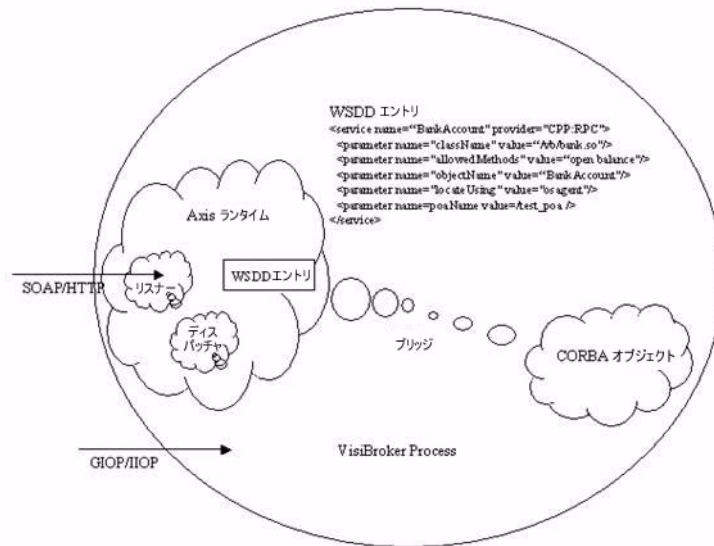 WSDD エントリ
<service name="BankAccount" provider="CPP:RPC">
<parameter name="className" value="/vb/bank.so"/>
<parameter name="allowedMethods" value="open balance"/>
<parameter name="objectName" value="BankAccount"/>
<parameter name="locateUsing" value="osagent"/>
<parameter name=poaName value=/test_poa />
</service>
Axis ランタイム
WSDDエントリ
SOAP/HTTP
リスナー
ディス
パッチャ
ブリッジ
CORBA オブジェクト
GIOP/IIOP
VisiBroker Process